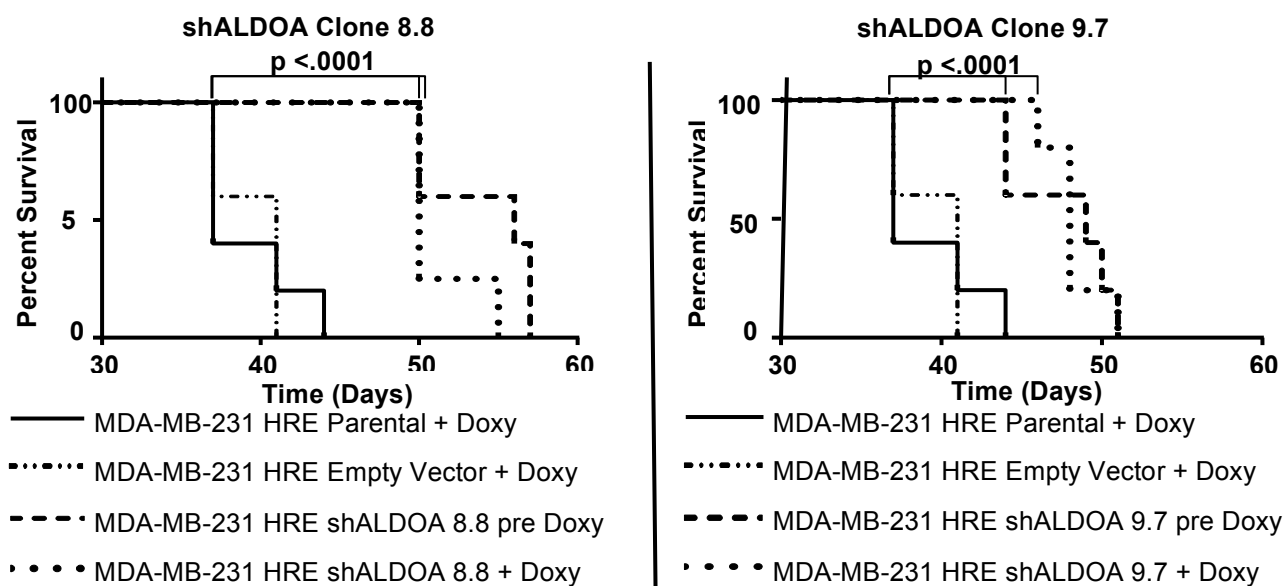 shALDOA Clone 8.8
p <.0001
Percent Survival
100
5
0
30 40 50 60
Time (Days)
MDA-MB-231 HRE Parental + Doxy
MDA-MB-231 HRE Empty Vector + Doxy
MDA-MB-231 HRE shALDOA 8.8 pre Doxy
MDA-MB-231 HRE shALDOA 8.8 + Doxy
shALDOA Clone 9.7
p <.0001
Percent Survival
100
50
0
30 40 50 60
Time (Days)
MDA-MB-231 HRE Parental + Doxy
MDA-MB-231 HRE Empty Vector + Doxy
MDA-MB-231 HRE shALDOA 9.7 pre Doxy
MDA-MB-231 HRE shALDOA 9.7 + Doxy